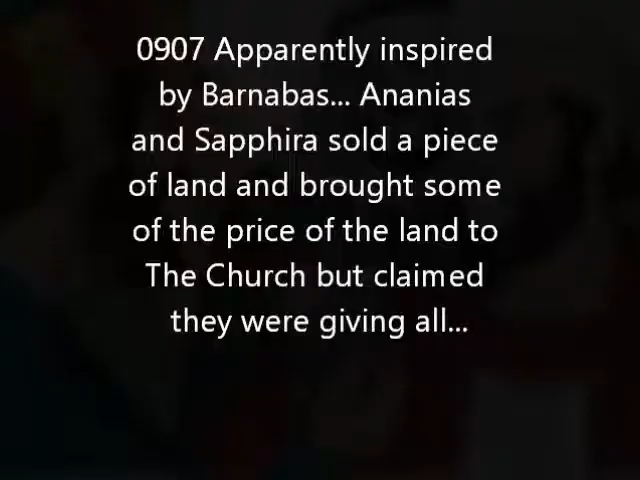 0907 Apparently inspired
by Barnabas... Ananias
and Sapphira sold a piece
of land and brought some
of the price of the land to
The Church but claimed
they were giving all...